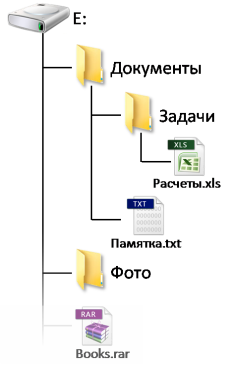 E:
Документы
Задачи
XLS
Расчеты.xls
TXT
Памятка.txt
Фото
RAR
Books.rar